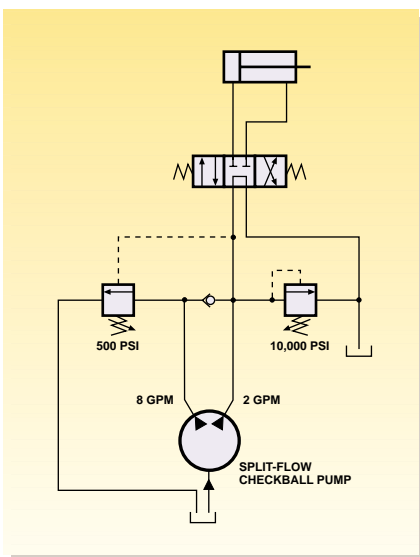 500 PSI
10,000 PSI
8 GPM
2 GPM
SPLIT-FLOW
CHECKBALL PUMP